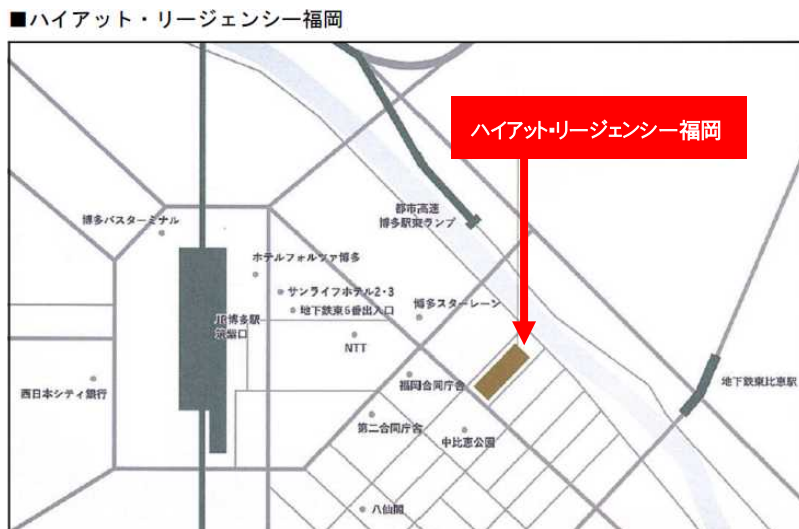 ■ハイアット・リージェンシー福岡
ハイアット・リージェンシー福岡
都市高速
博多駅東ランプ
博多バスターミナル
ホテルフォルツァ博多
サンライフホテル2・3
地下鉄東6番出入口
博多スターレーン
JR博多駅
筑紫口
NTT
福岡合同庁舎
地下鉄東比恵駅
西日本シティ銀行
第二合同庁舎
中比恵公園
八仙閣